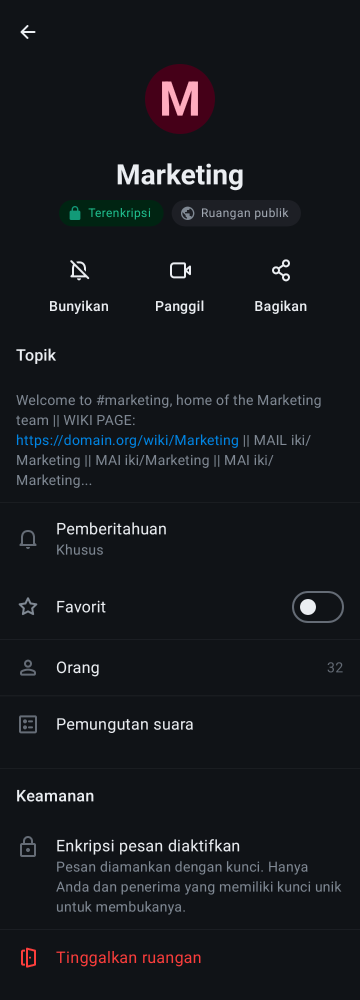 M
Marketing
Terenkripsi
Ruangan publik
Bunyikan
Panggil
Bagikan
Topik
Welcome to #marketing, home of the Marketing
team || WIKI PAGE:
https://domain.org/wiki/Marketing || MAIL iki/
Marketing || MAI iki/Marketing || MAI iki/
Marketing...
Pemberitahuan
Khusus
Favorit
Orang
32
Pemungutan suara
Keamanan
Enkripsi pesan diaktifkan
Pesan diamankan dengan kunci. Hanya
Anda dan penerima yang memiliki kunci unik
untuk membukanya.
Tinggalkan ruangan